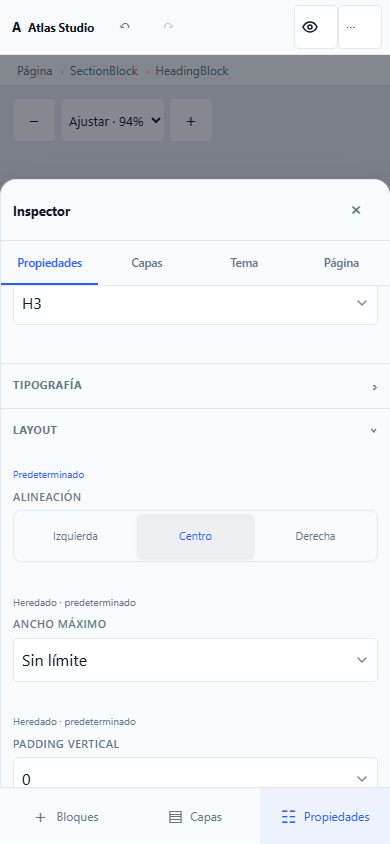 A Atlas Studio
...
Página › SectionBlock › HeadingBlock
− Ajustar · 94% +
Inspector ×
Propiedades Capas Tema Página
H3
TIPOGRAFÍA
LAYOUT
Predeterminado
ALINEACIÓN
Izquierda Centro Derecha
Heredado · predeterminado
ANCHO MÁXIMO
Sin límite
Heredado · predeterminado
PADDING VERTICAL
0
+ Bloques Capas Propiedades